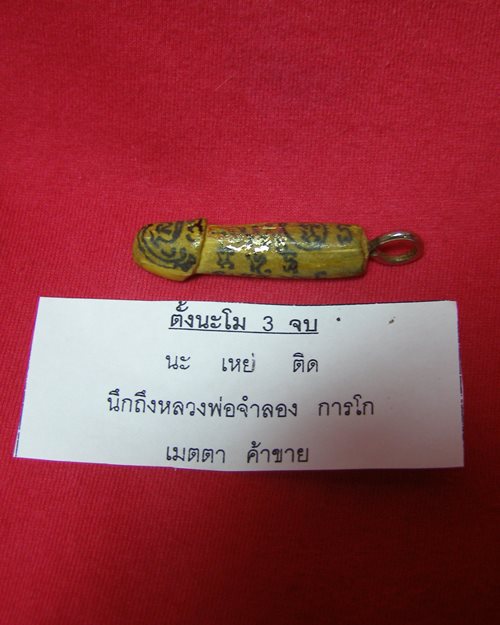 ตั้งนะโม 3 จบ
นะ เหย่ ติด
นึกถึงหลวงพ่อจำลอง การโก
เมตตา ค้าขาย